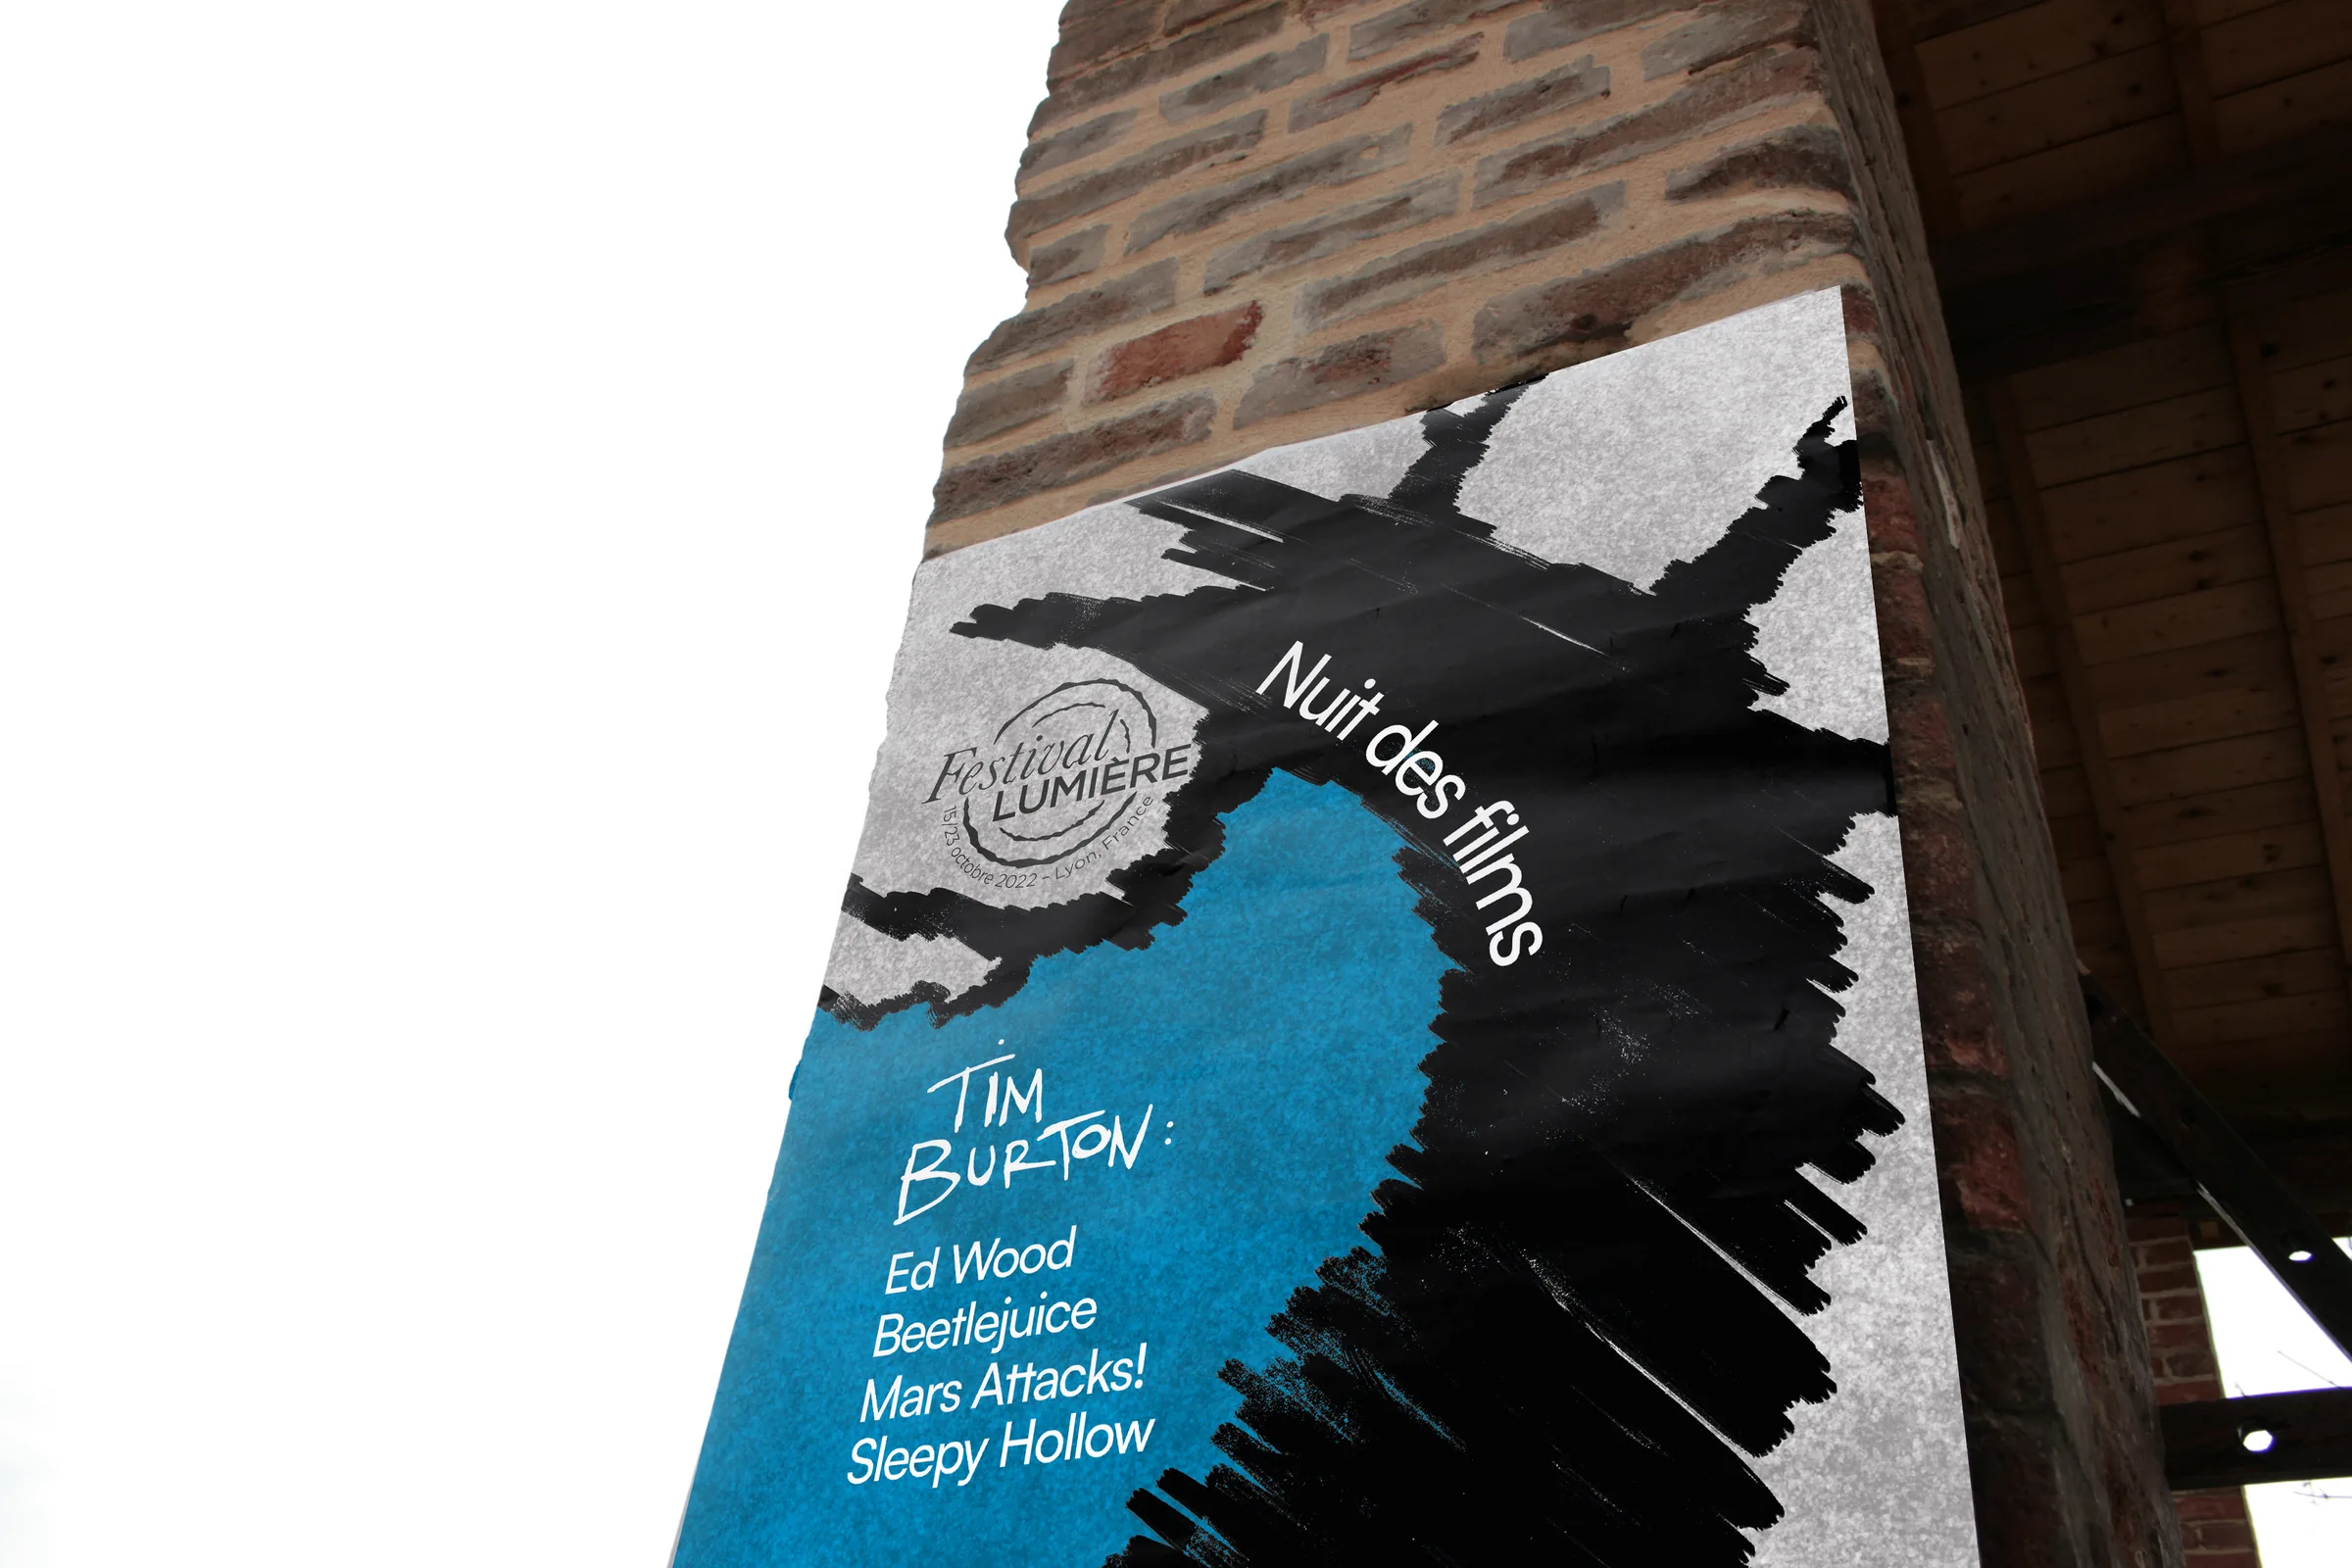 Nuit des films
Festival
LUMIÈRE
15/23 octobre 2022 – Lyon, France
TIM
BURTON:
Ed Wood
Beetlejuice
Mars Attacks!
Sleepy Hollow